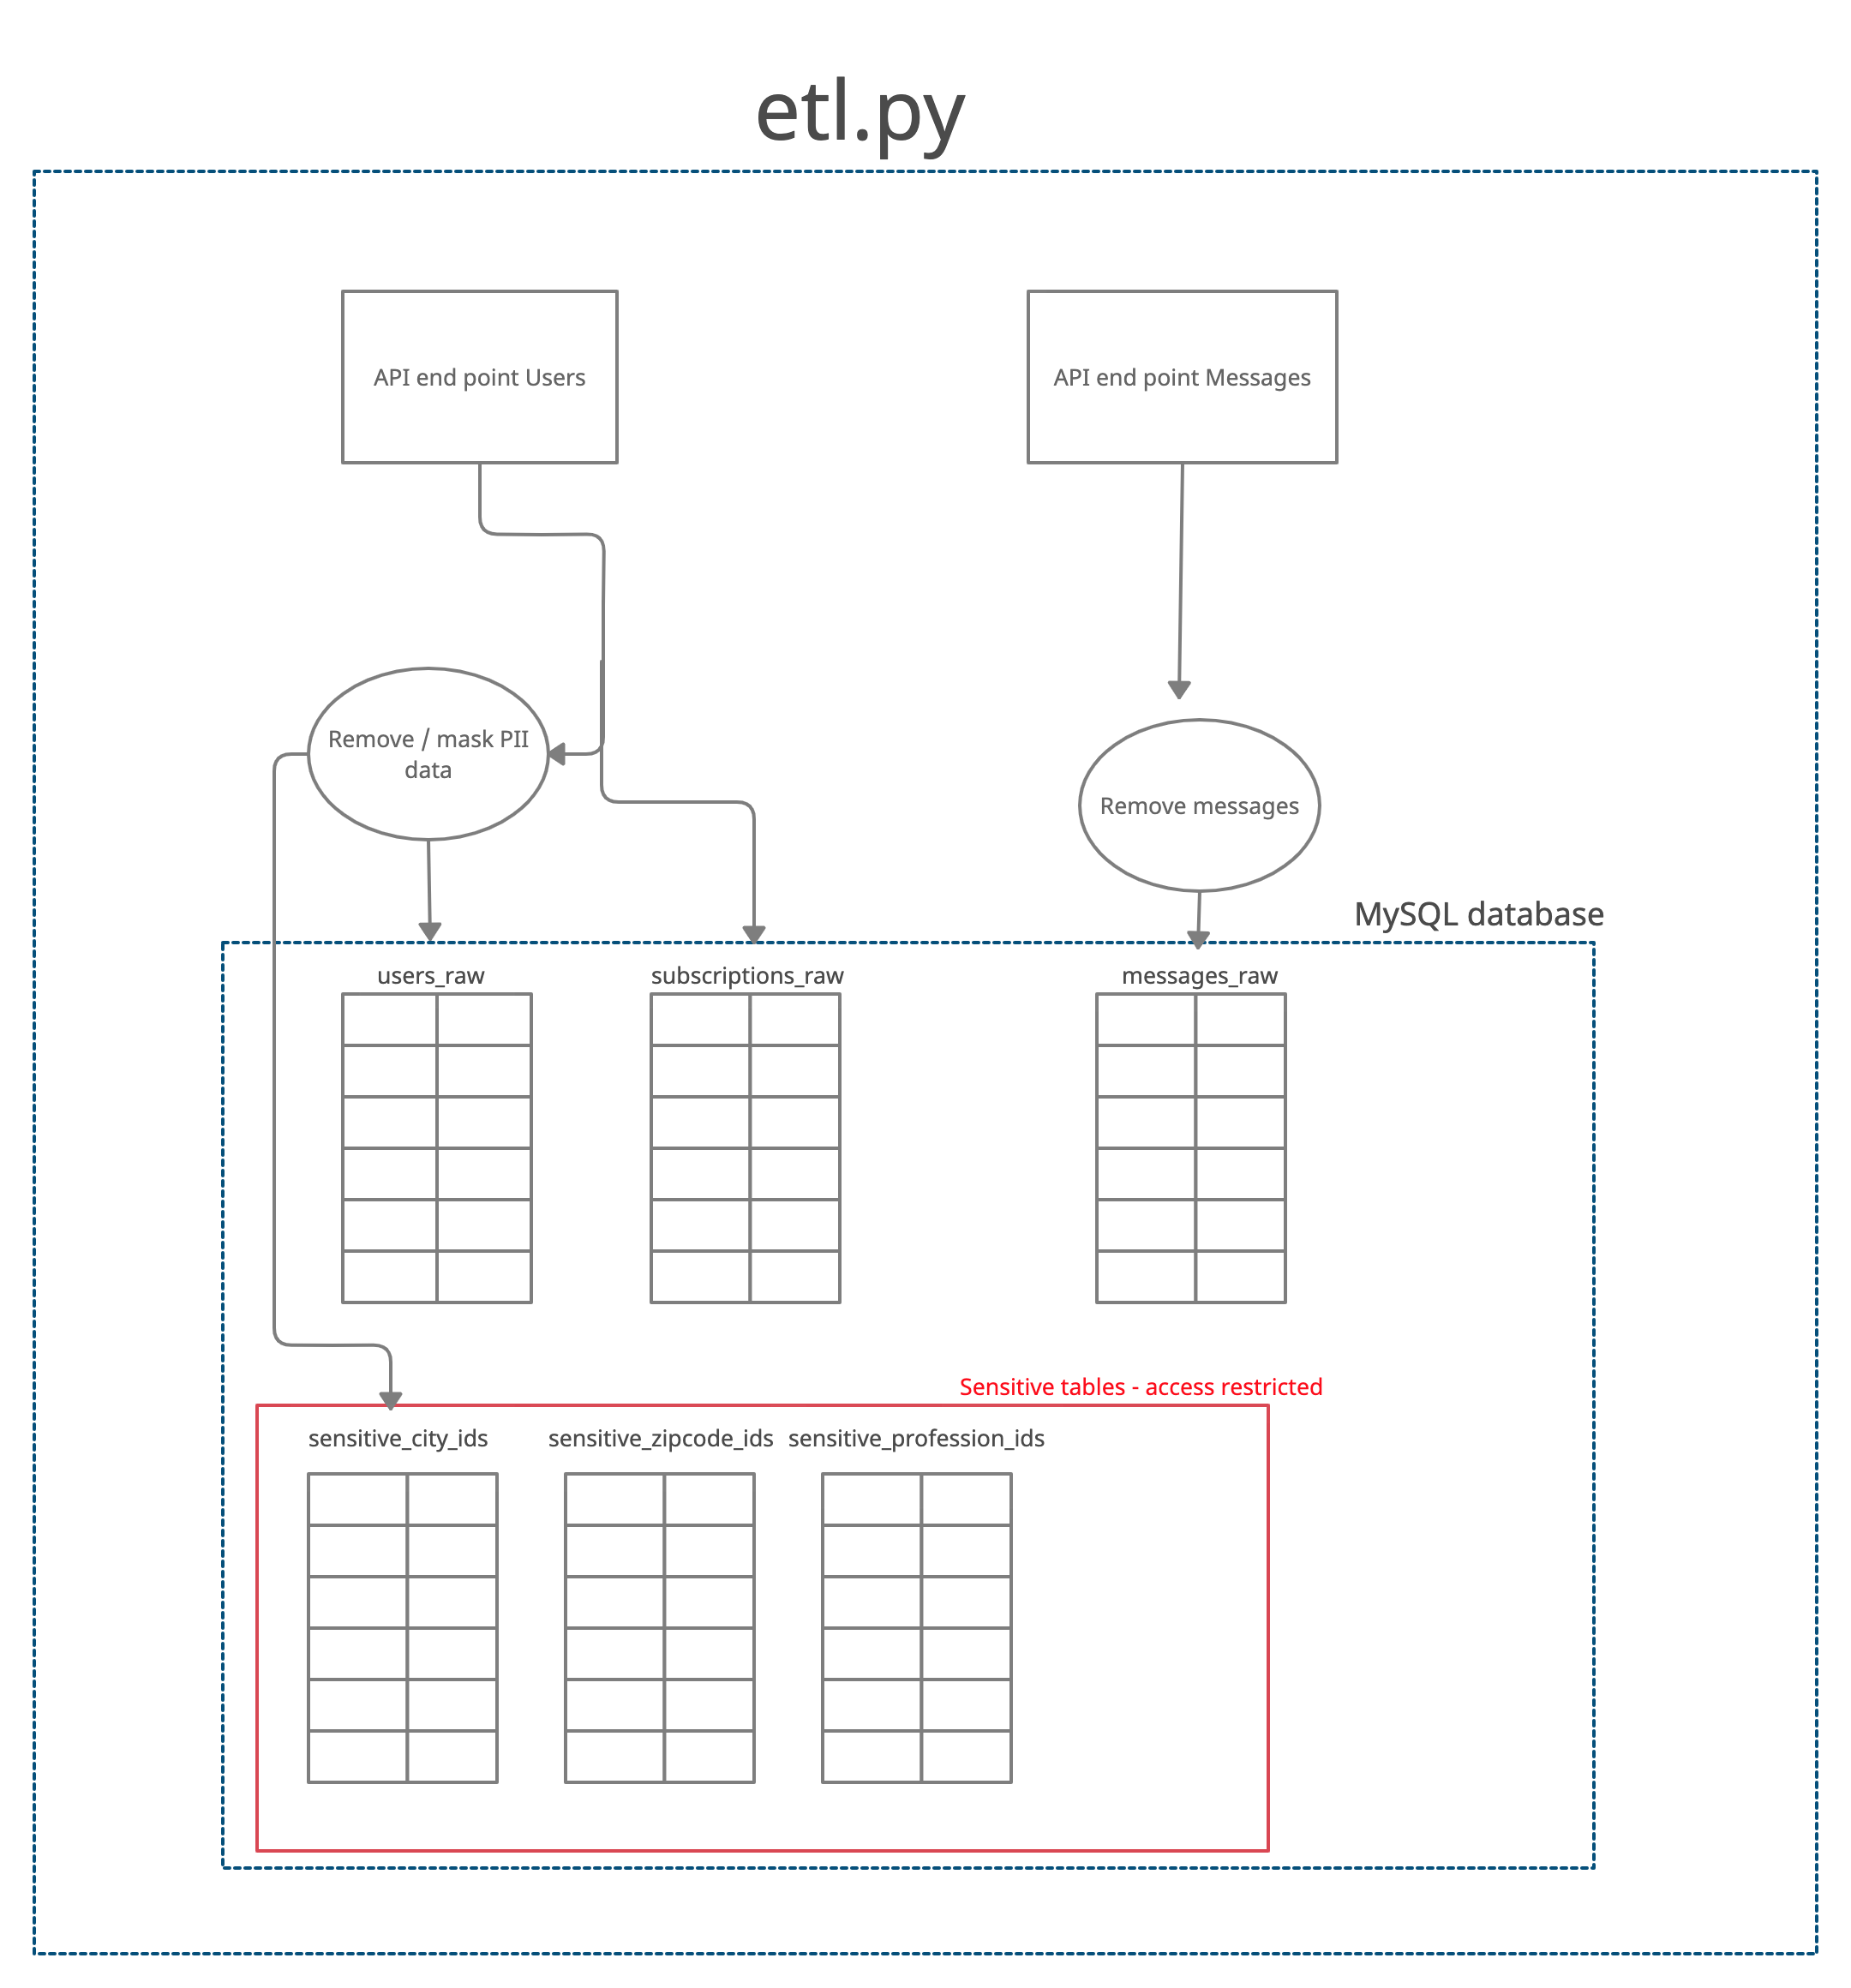 etl.py
API end point Users
API end point Messages
Remove / mask PII
data
Remove messages
MySQL database
users_raw
subscriptions_raw
messages_raw
Sensitive tables - access restricted
sensitive_city_ids
sensitive_zipcode_ids
sensitive_profession_ids